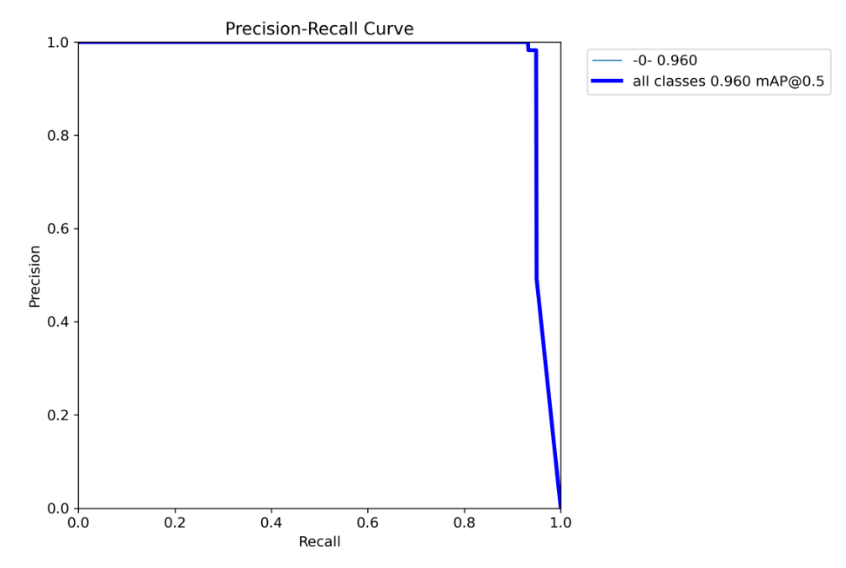 Precision-Recall Curve
1.0
0.8
0.6
0.4
0.2
0.0
Precision
0.0 0.2 0.4 0.6 0.8 1.0
Recall
-0- 0.960
all classes 0.960 mAP@0.5